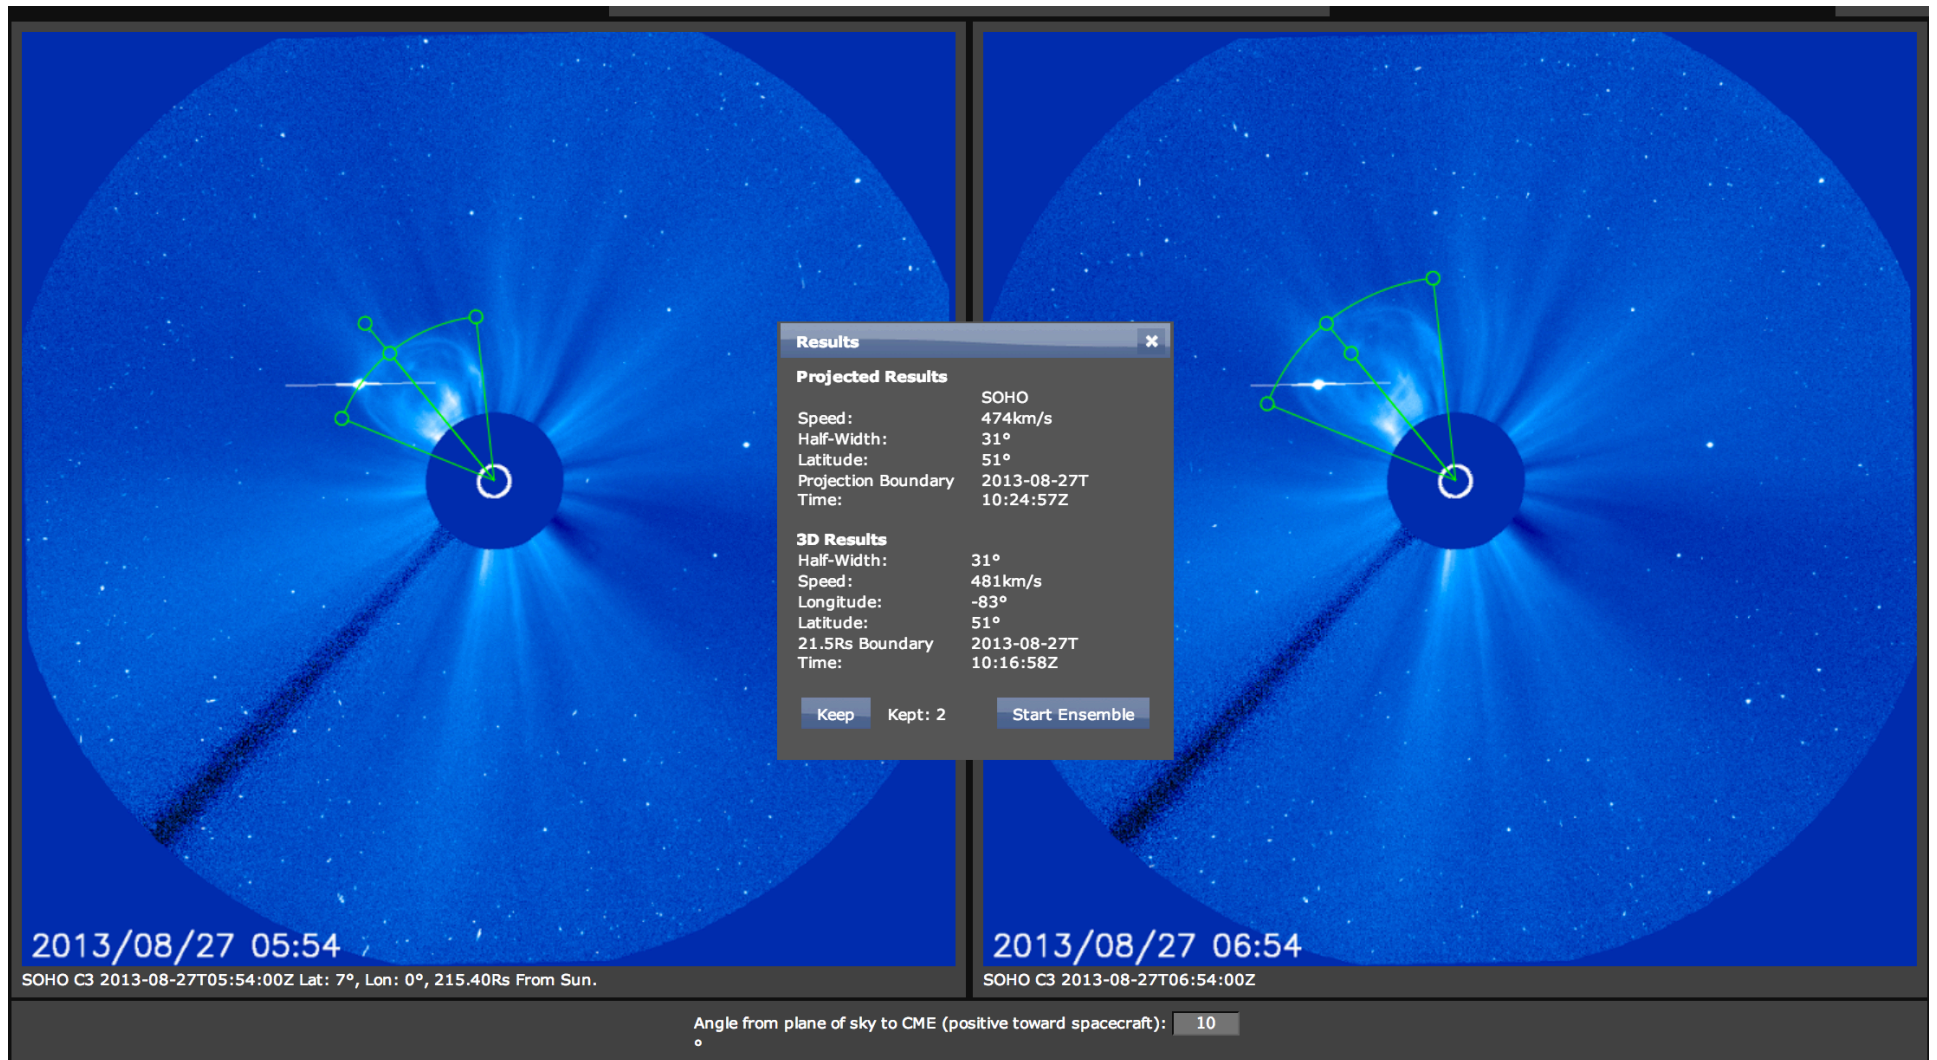 Results
Projected Results
SOHO
Speed: 474km/s
Half-Width: 31°
Latitude: 51°
Projection Boundary 2013-08-27T
Time: 10:24:57Z
3D Results
Half-Width: 31°
Speed: 481km/s
Longitude: -83°
Latitude: 51°
21.5Rs Boundary 2013-08-27T
Time: 10:16:58Z
Keep Kept: 2 Start Ensemble
2013/08/27 05:54
SOHO C3 2013-08-27T05:54:00Z Lat: 7°, Lon: 0°, 215.40Rs From Sun.
2013/08/27 06:54
SOHO C3 2013-08-27T06:54:00Z
Angle from plane of sky to CME (positive toward spacecraft): 10
°